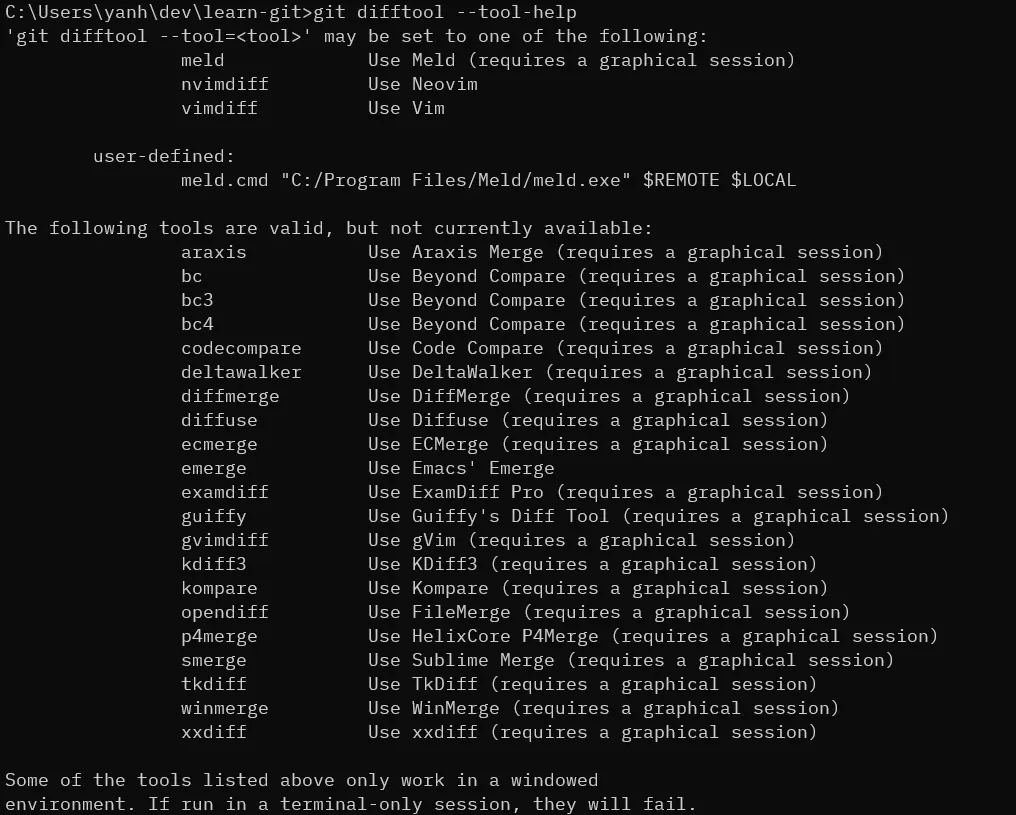 C:\Users\yanh\dev\learn-git>git difftool --tool-help
'git difftool --tool=<tool>' may be set to one of the following:
                meld             Use Meld (requires a graphical session)
                nvimdiff         Use Neovim
                vimdiff          Use Vim

        user-defined:
                meld.cmd "C:/Program Files/Meld/meld.exe" $REMOTE $LOCAL

The following tools are valid, but not currently available:
                araxis           Use Araxis Merge (requires a graphical session)
                bc               Use Beyond Compare (requires a graphical session)
                bc3              Use Beyond Compare (requires a graphical session)
                bc4              Use Beyond Compare (requires a graphical session)
                codecompare      Use Code Compare (requires a graphical session)
                deltawalker      Use DeltaWalker (requires a graphical session)
                diffmerge        Use DiffMerge (requires a graphical session)
                diffuse          Use Diffuse (requires a graphical session)
                ecmerge          Use ECMerge (requires a graphical session)
                emerge           Use Emacs' Emerge
                examdiff         Use ExamDiff Pro (requires a graphical session)
                guiffy           Use Guiffy's Diff Tool (requires a graphical session)
                gvimdiff         Use gVim (requires a graphical session)
                kdiff3           Use KDiff3 (requires a graphical session)
                kompare          Use Kompare (requires a graphical session)
                opendiff         Use FileMerge (requires a graphical session)
                p4merge          Use HelixCore P4Merge (requires a graphical session)
                smerge           Use Sublime Merge (requires a graphical session)
                tkdiff           Use TkDiff (requires a graphical session)
                winmerge         Use WinMerge (requires a graphical session)
                xxdiff           Use xxdiff (requires a graphical session)

Some of the tools listed above only work in a windowed
environment. If run in a terminal-only session, they will fail.